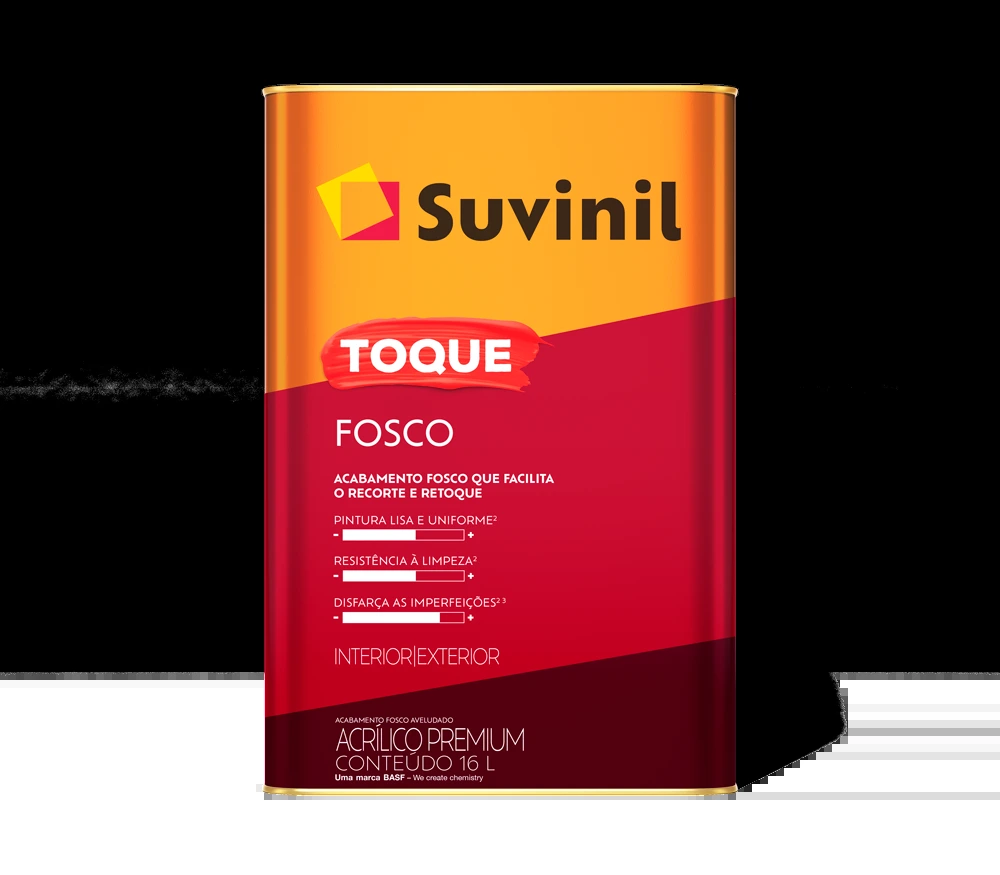 Suvinil
TOQUE
FOSCO
ACABAMENTO FOSCO QUE FACILITA
O RECORTE E RETOQUE
PINTURA LISA E UNIFORME²
- +
RESISTÊNCIA À LIMPEZA²
- +
DISFARÇA AS IMPERFEIÇÕES² ³
- +
INTERIOR|EXTERIOR
ACABAMENTO FOSCO AVELUDADO
ACRÍLICO PREMIUM
CONTEÚDO 16 L
Uma marca BASF – We create chemistry